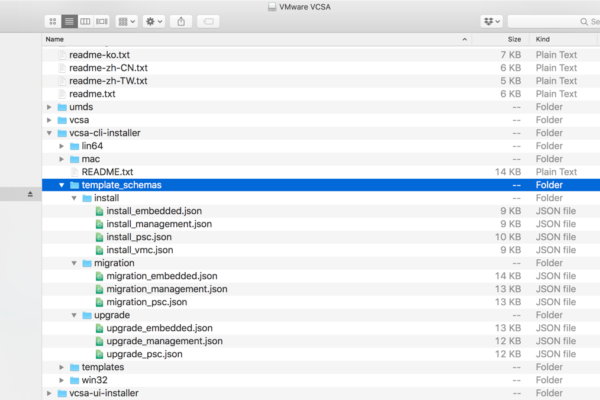 VMware VCSA
Se
Name Size Kind
readme-ko.txt 7 KB Plain Text
readme-zh-CN.txt 6 KB Plain Text
readme-zh-TW.txt 5 KB Plain Text
readme.txt 6 KB Plain Text
umds -- Folder
vcsa -- Folder
vcsa-cli-installer -- Folder
lin64 -- Folder
mac -- Folder
README.txt 14 KB Plain Text
template_schemas -- Folder
install -- Folder
install_embedded.json 9 KB JSON file
install_management.json 9 KB JSON file
install_psc.json 10 KB JSON file
install_vmc.json 9 KB JSON file
migration -- Folder
migration_embedded.json 14 KB JSON file
migration_management.json 13 KB JSON file
migration_psc.json 13 KB JSON file
upgrade -- Folder
upgrade_embedded.json 13 KB JSON file
upgrade_management.json 12 KB JSON file
upgrade_psc.json 12 KB JSON file
templates -- Folder
win32 -- Folder
vcsa-ui-installer -- Folder